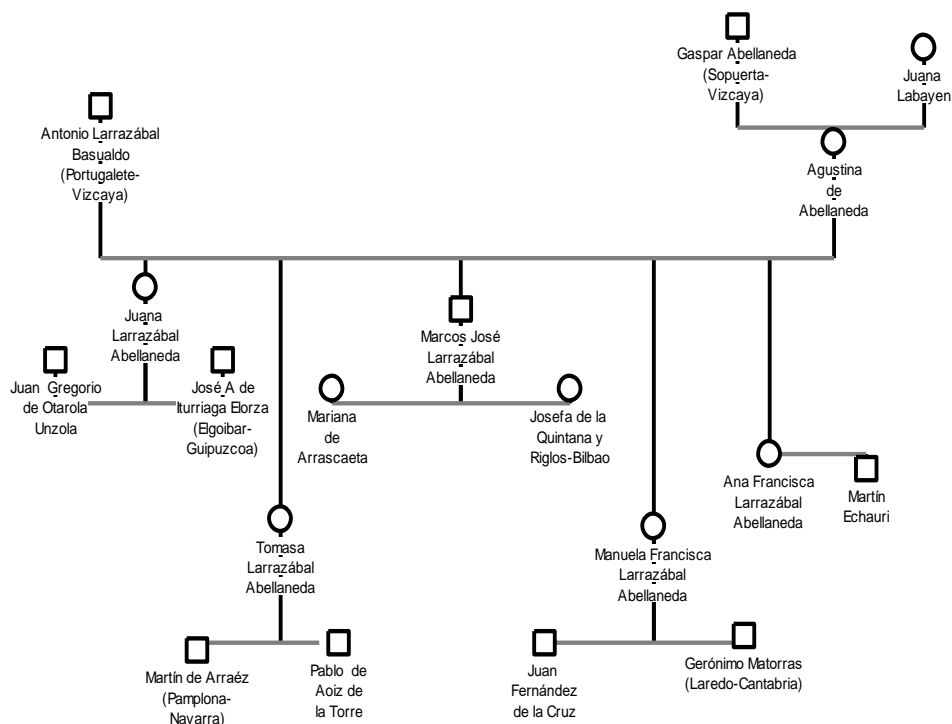 Gaspar Abellaneda
(Sopuerta-
Vizcaya)
Juana
Labayen
Antonio Larrazábal
Basualdo
(Portugalete-
Vizcaya)
Agustina
de
Abellaneda
Juana
Larrazábal
Abellaneda
Marcos José
Larrazábal
Abellaneda
Juan Gregorio
de Otarola
Unzola
José A de
Iturriaga Elorza
(Elgoibar-
Guipuzcoa)
Mariana
de
Arrascaeta
Josefa de la
Quintana y
Riglos-Bilbao
Ana Francisca
Larrazábal
Abellaneda
Martín
Echauri
Tomasa
Larrazábal
Abellaneda
Manuela Francisca
Larrazábal
Abellaneda
Martín de Arraéz
(Pamplona-
Navarra)
Pablo de
Aoiz de
la Torre
Juan
Fernández
de la Cruz
Gerónimo Matorras
(Laredo-Cantabria)